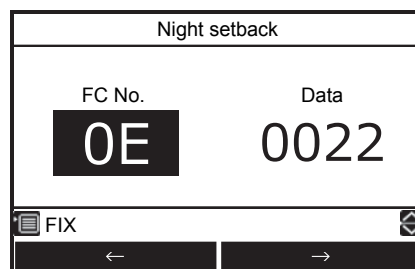 Night setback
FC No. Data
0E 0022
FIX
← →